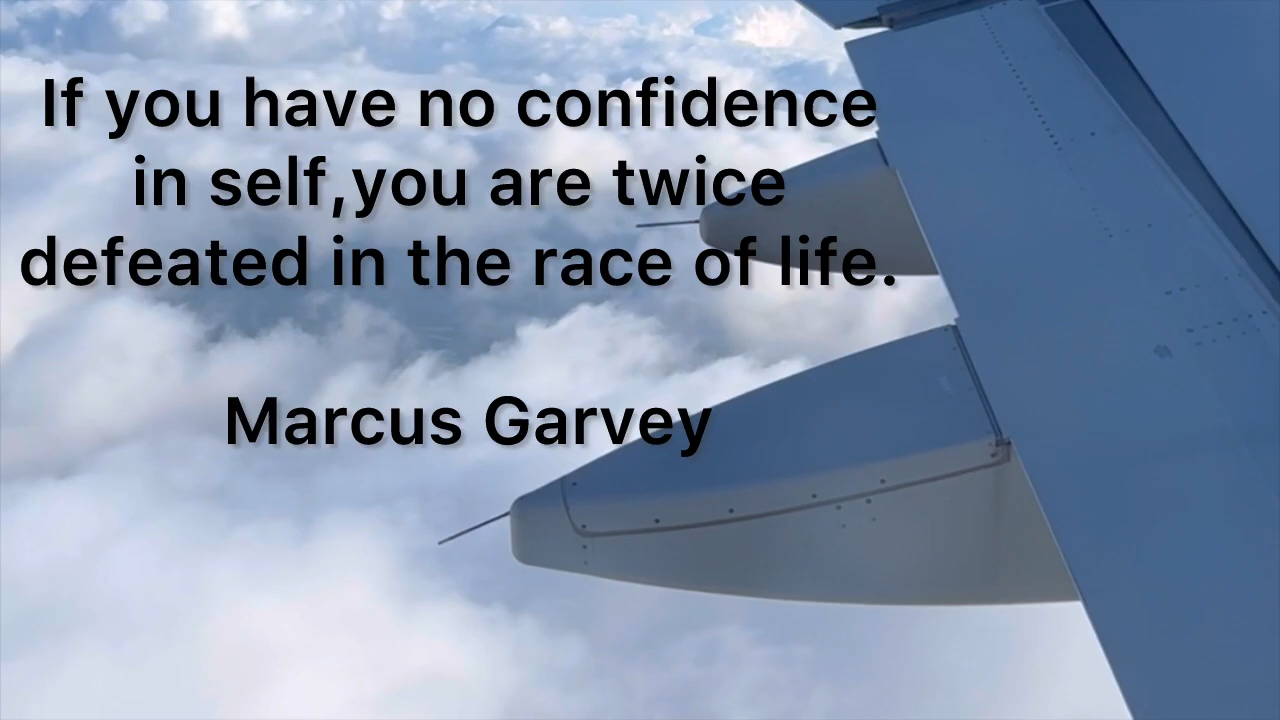 If you have no confidence
in self,you are twice
defeated in the race of life.
Marcus Garvey